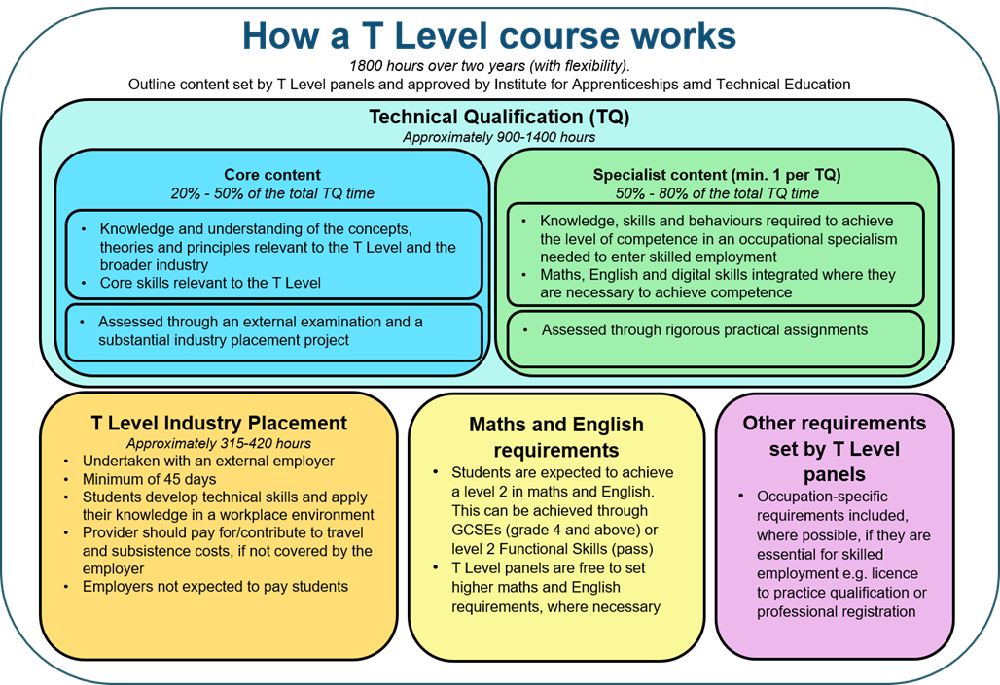 How a T Level course works
1800 hours over two years (with flexibility).
Outline content set by T Level panels and approved by Institute for Apprenticeships amd Technical Education
Technical Qualification (TQ)
Approximately 900-1400 hours
Core content
20% - 50% of the total TQ time
• Knowledge and understanding of the concepts,
theories and principles relevant to the T Level and the
broader industry
• Core skills relevant to the T Level
• Assessed through an external examination and a
substantial industry placement project
Specialist content (min. 1 per TQ)
50% - 80% of the total TQ time
• Knowledge, skills and behaviours required to achieve
the level of competence in an occupational specialism
needed to enter skilled employment
• Maths, English and digital skills integrated where they
are necessary to achieve competence
• Assessed through rigorous practical assignments
T Level Industry Placement
Approximately 315-420 hours
• Undertaken with an external employer
• Minimum of 45 days
• Students develop technical skills and apply
their knowledge in a workplace environment
• Provider should pay for/contribute to travel
and subsistence costs, if not covered by the
employer
• Employers not expected to pay students
Maths and English
requirements
• Students are expected to achieve
a level 2 in maths and English.
This can be achieved through
GCSEs (grade 4 and above) or
level 2 Functional Skills (pass)
• T Level panels are free to set
higher maths and English
requirements, where necessary
Other requirements
set by T Level
panels
• Occupation-specific
requirements included,
where possible, if they are
essential for skilled
employment e.g. licence
to practice qualification or
professional registration